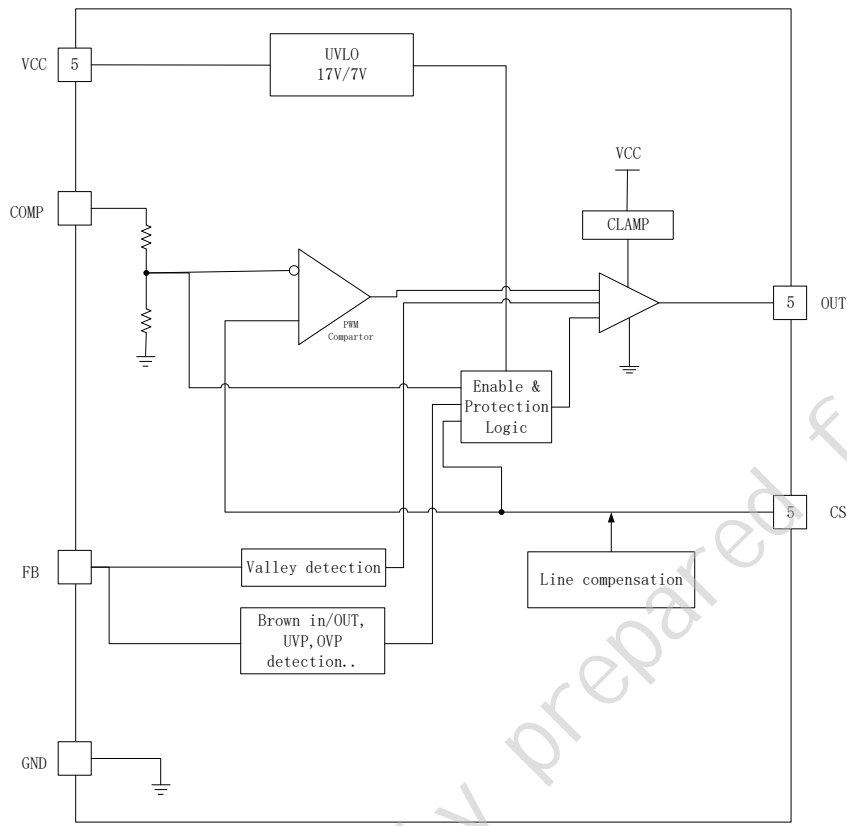 UVLO
17V/7V
VCC
5
VCC
COMP
CLAMP
5
OUT
PWM
Compartor
Enable &
Protection
Logic
5
CS
FB
Valley detection
Line compensation
Brown in/OUT,
UVP,OVP
detection..
GND
y prepared f